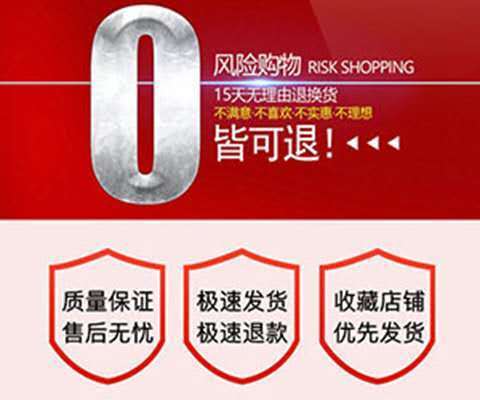 0
风险购物 RISK SHOPPING
15天无理由退换货
不满意·不喜欢·不实惠·不理想
皆可退!
质量保证
售后无忧
极速发货
极速退款
收藏店铺
优先发货